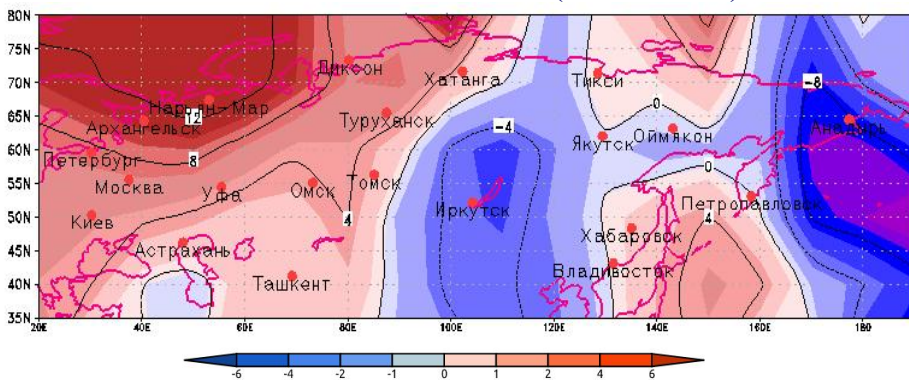 80N
75N
70N
65N
60N
55N
50N
45N
40N
35N
20E
40E
60E
80E
100E
120E
140E
160E
180
Диксон
Хатанга
Тикси
Нарьян-Мар
Архангельск
Туруханск
Якутск
Оймякон
Анадырь
Петербург
Москва
Уфа
Омск
Томск
Иркутск
Петропавловск
Киев
Астрахань
Ташкент
Хабаровск
Владивосток
12
8
4
-4
0
0
4
-8
-6
-4
-2
-1
0
1
2
4
6